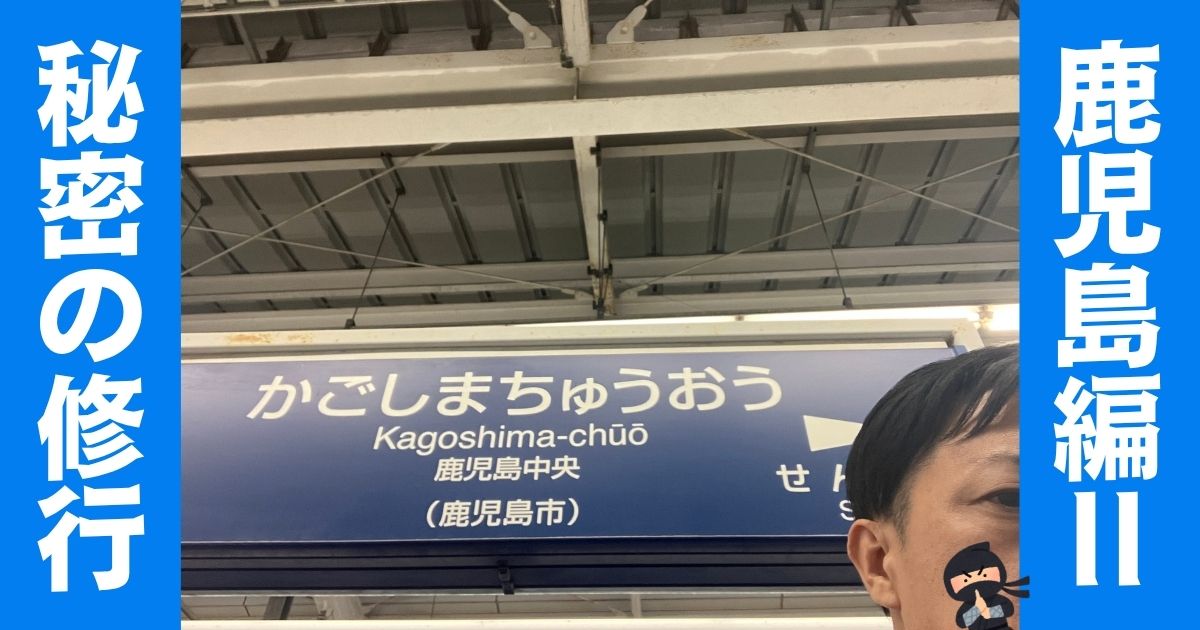 鹿児島編Ⅱ
秘密の修行
かごしまちゅうおう
Kagoshima-chūō
鹿児島中央
(鹿児島市)
せ
S